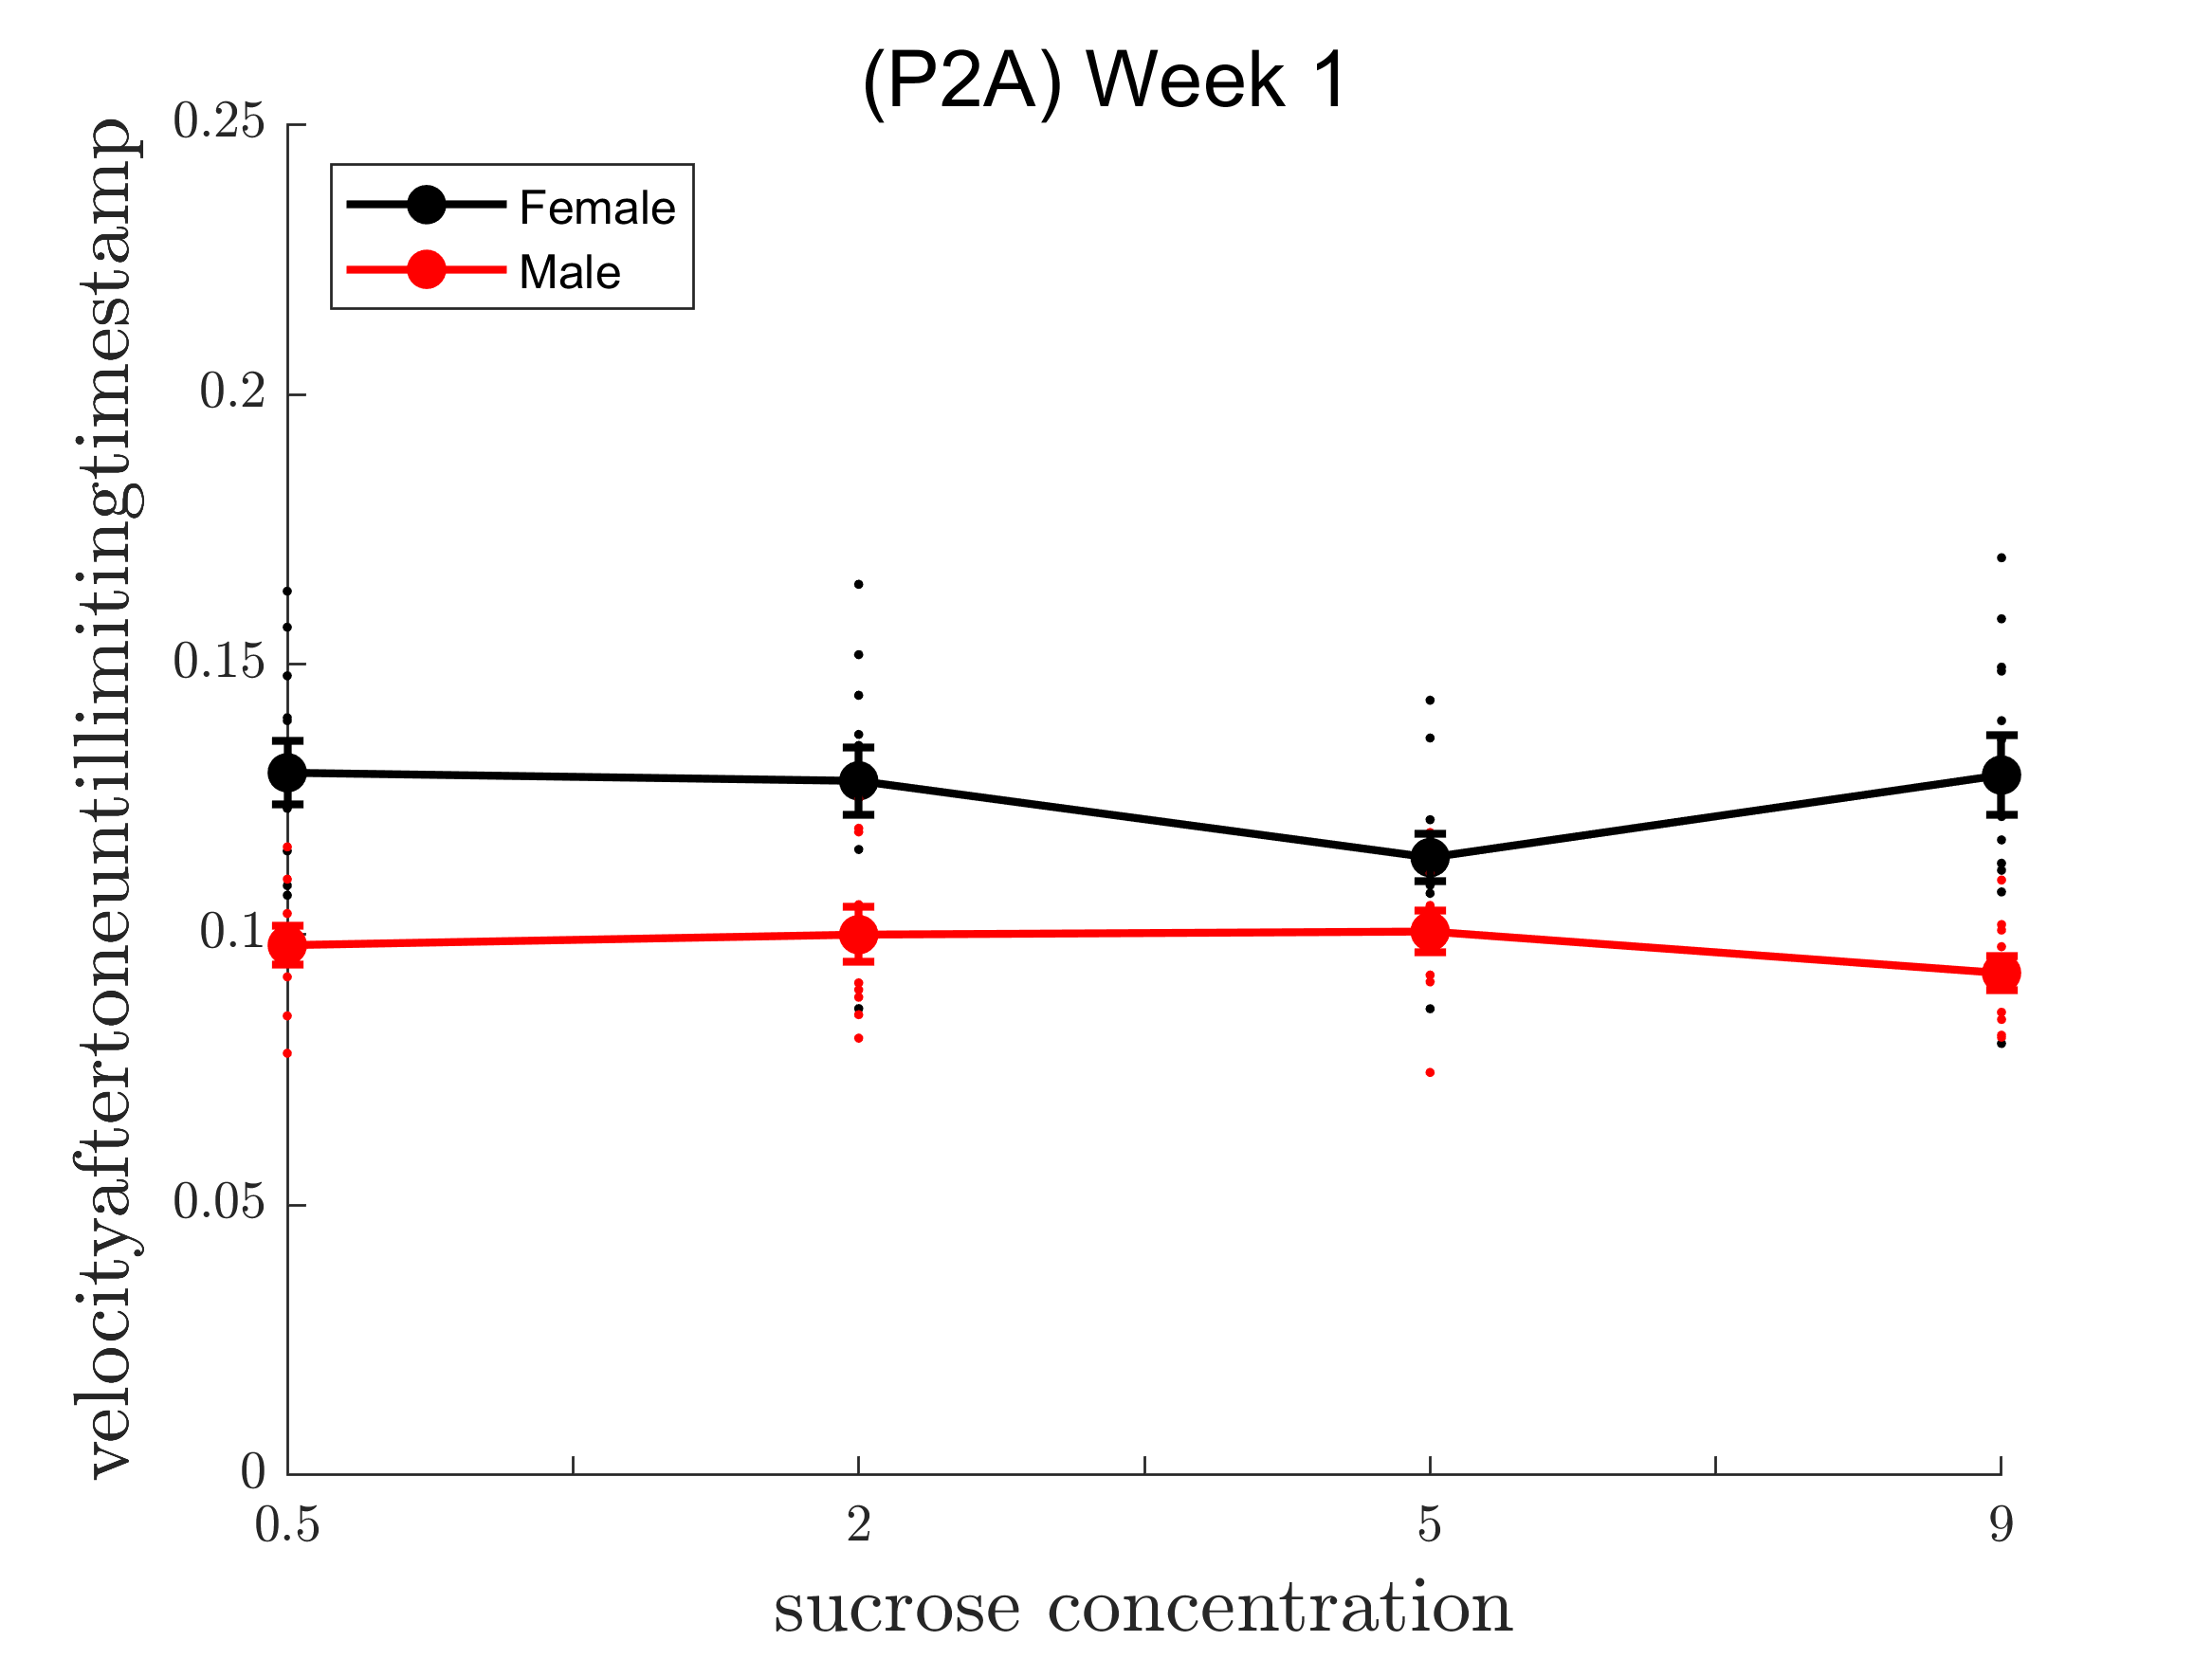 (P2A) Week 1
velocityaftertoneuntillimitingtimestamp
0.25
0.2
0.15
0.1
0.05
0
Female
Male
0.5
2
5
9
sucrose concentration